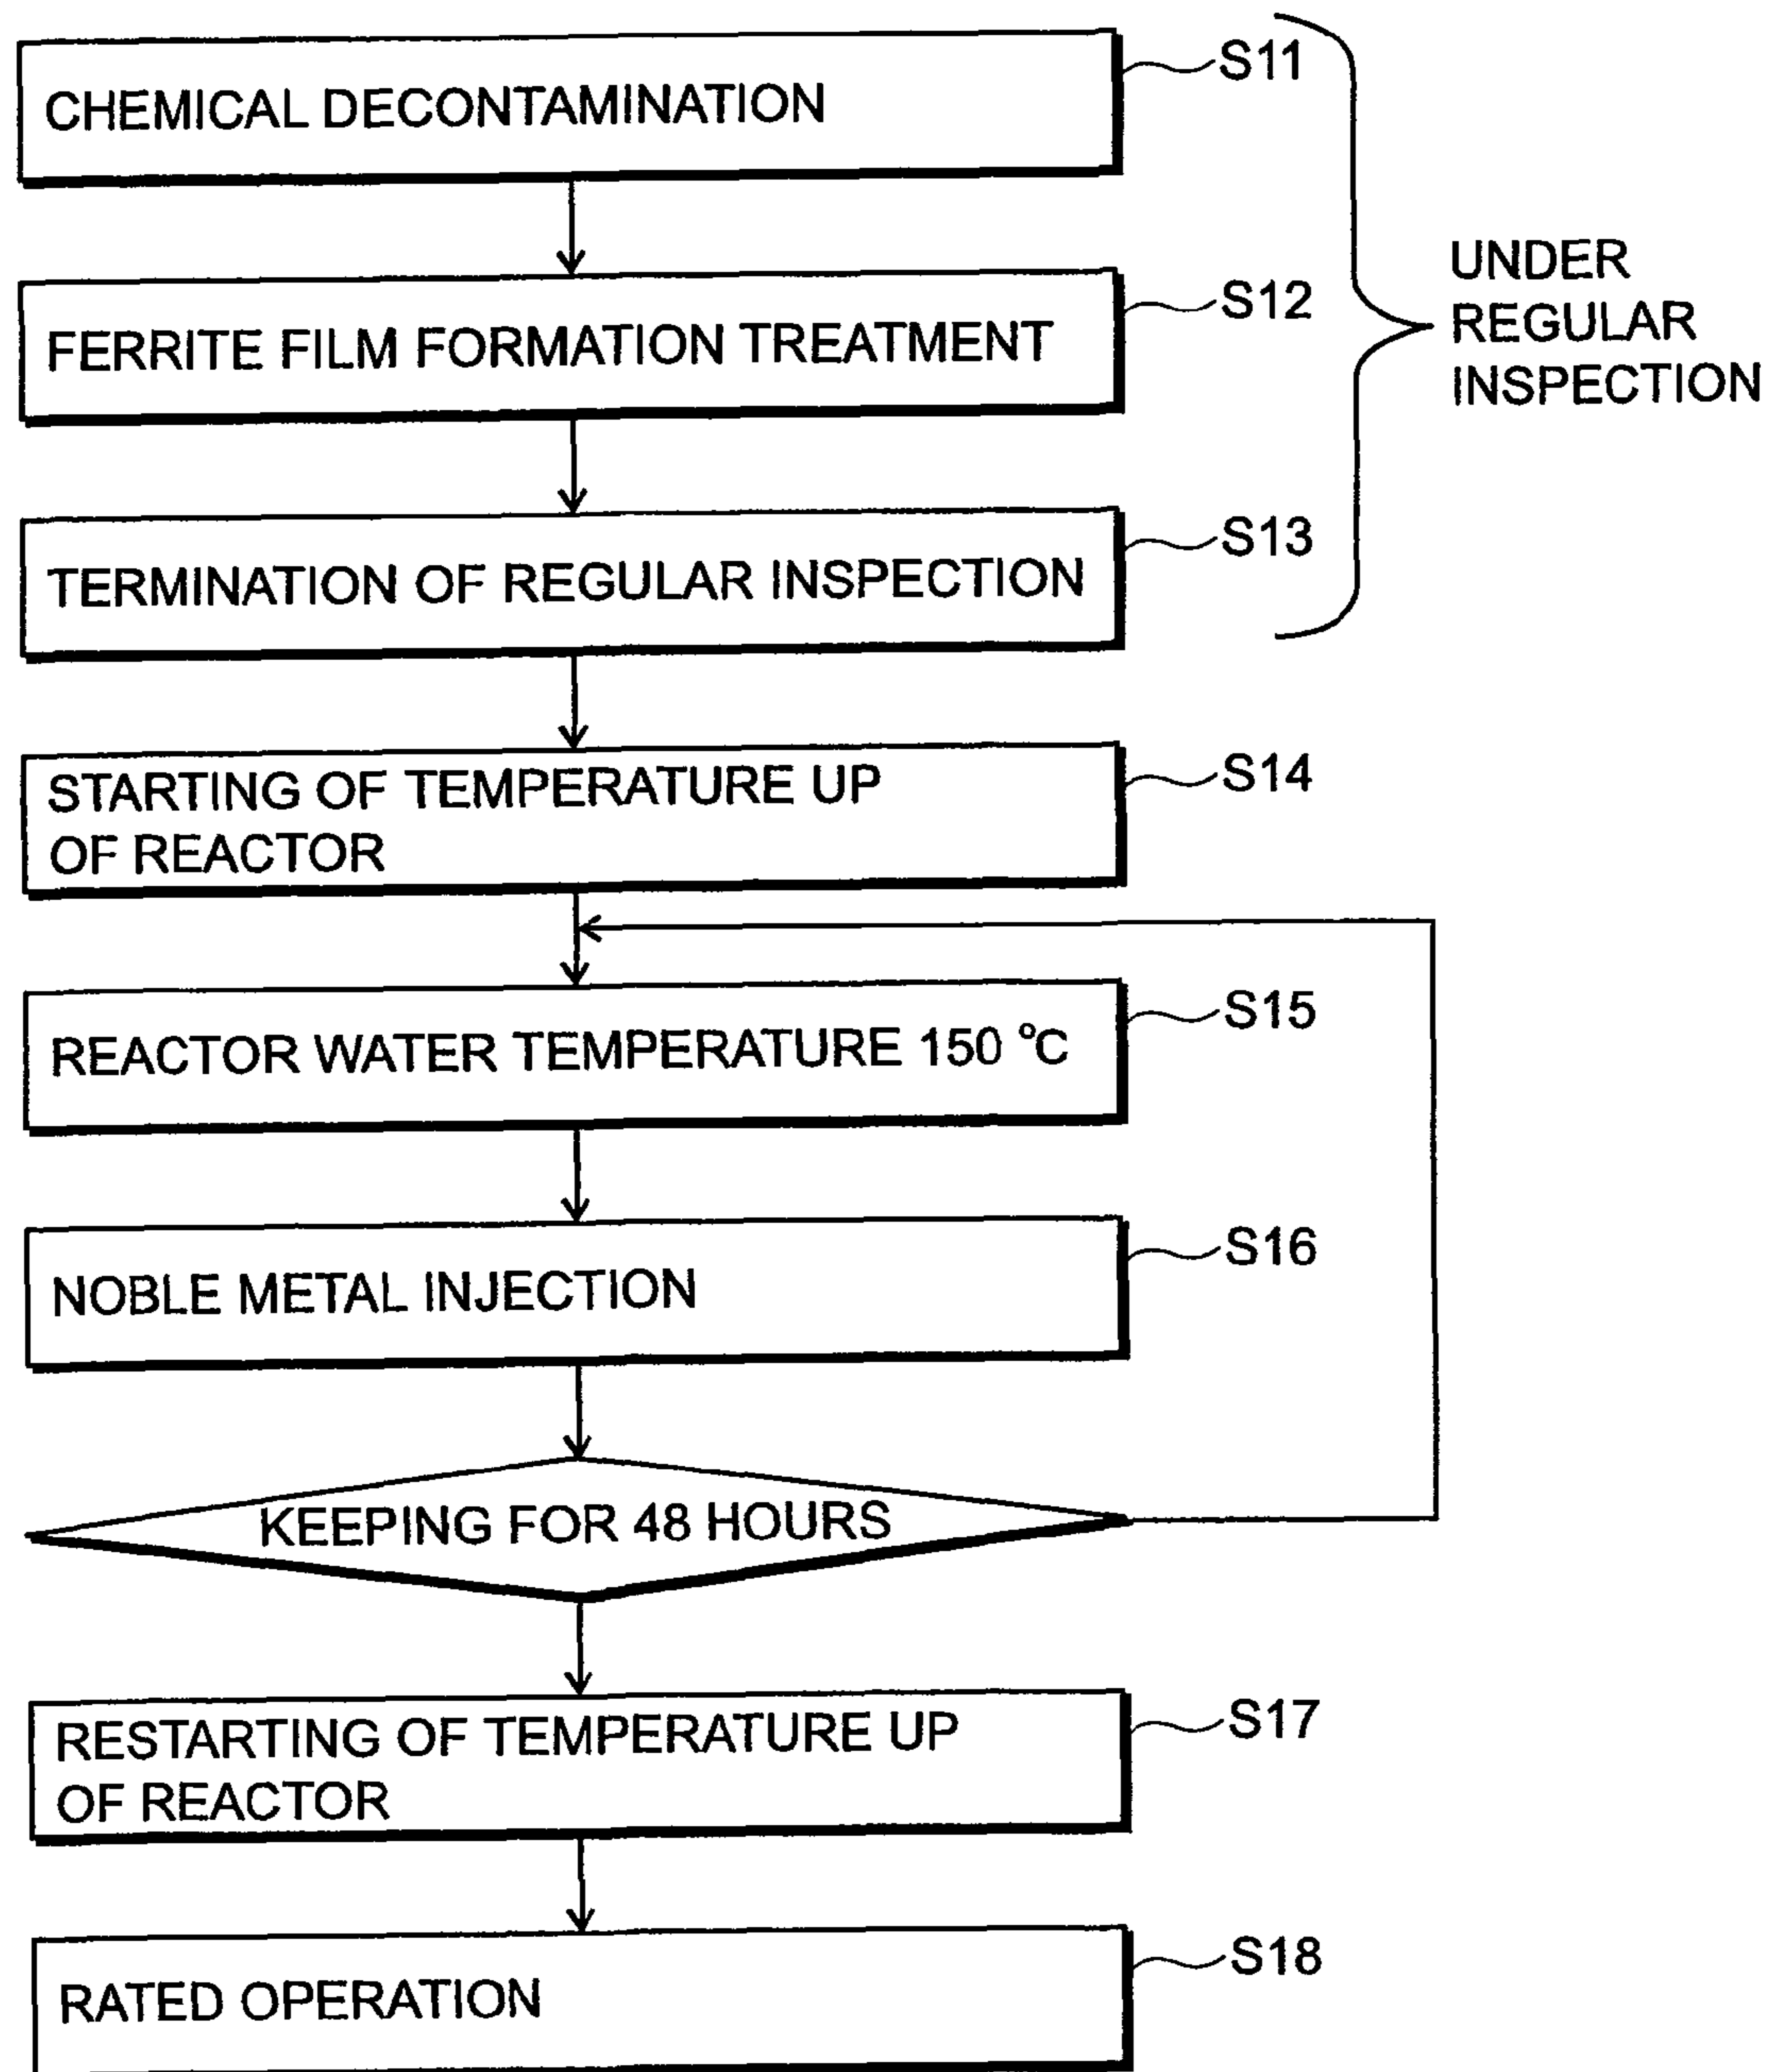 CHEMICAL DECONTAMINATION
S11
FERRITE FILM FORMATION TREATMENT
S12
UNDER
REGULAR
INSPECTION
TERMINATION OF REGULAR INSPECTION
S13
STARTING OF TEMPERATURE UP
OF REACTOR
S14
REACTOR WATER TEMPERATURE 150 °C
S15
NOBLE METAL INJECTION
S16
KEEPING FOR 48 HOURS
RESTARTING OF TEMPERATURE UP
OF REACTOR
S17
RATED OPERATION
S18